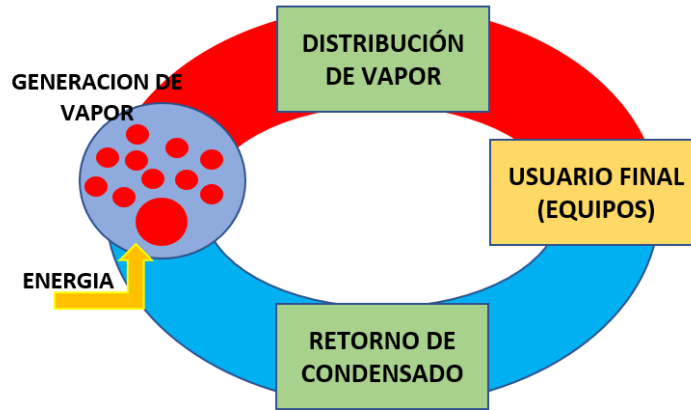 DISTRIBUCIÓN
DE VAPOR
GENERACION DE
VAPOR
USUARIO FINAL
(EQUIPOS)
ENERGIA
RETORNO DE
CONDENSADO